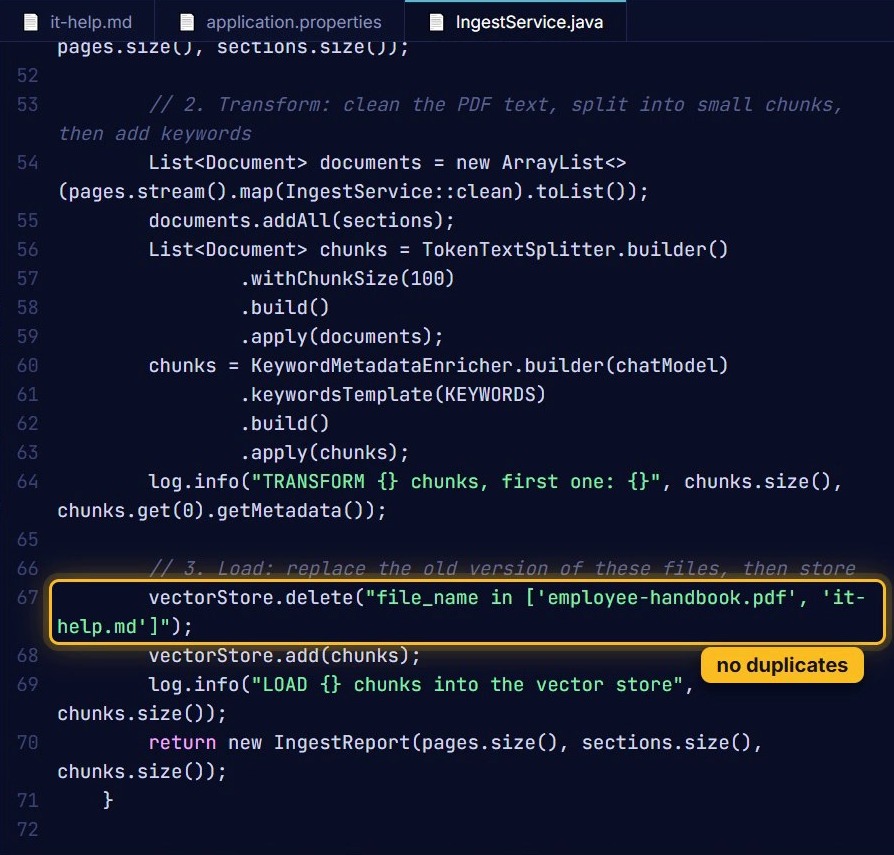 it-help.md application.properties IngestService.java
pages.size(), sections.size());
52
53 // 2. Transform: clean the PDF text, split into small chunks,
then add keywords
54 List<Document> documents = new ArrayList<>
(pages.stream().map(IngestService::clean).toList());
55 documents.addAll(sections);
56 List<Document> chunks = TokenTextSplitter.builder()
57 .withChunkSize(100)
58 .build()
59 .apply(documents);
60 chunks = KeywordMetadataEnricher.builder(chatModel)
61 .keywordsTemplate(KEYWORDS)
62 .build()
63 .apply(chunks);
64 log.info("TRANSFORM {} chunks, first one: {}", chunks.size(),
chunks.get(0).getMetadata());
65
66 // 3. Load: replace the old version of these files, then store
67 vectorStore.delete("file_name in ['employee-handbook.pdf', 'it-
help.md']");
68 vectorStore.add(chunks);
no duplicates
69 log.info("LOAD {} chunks into the vector store",
chunks.size());
70 return new IngestReport(pages.size(), sections.size(),
chunks.size());
71 }
72